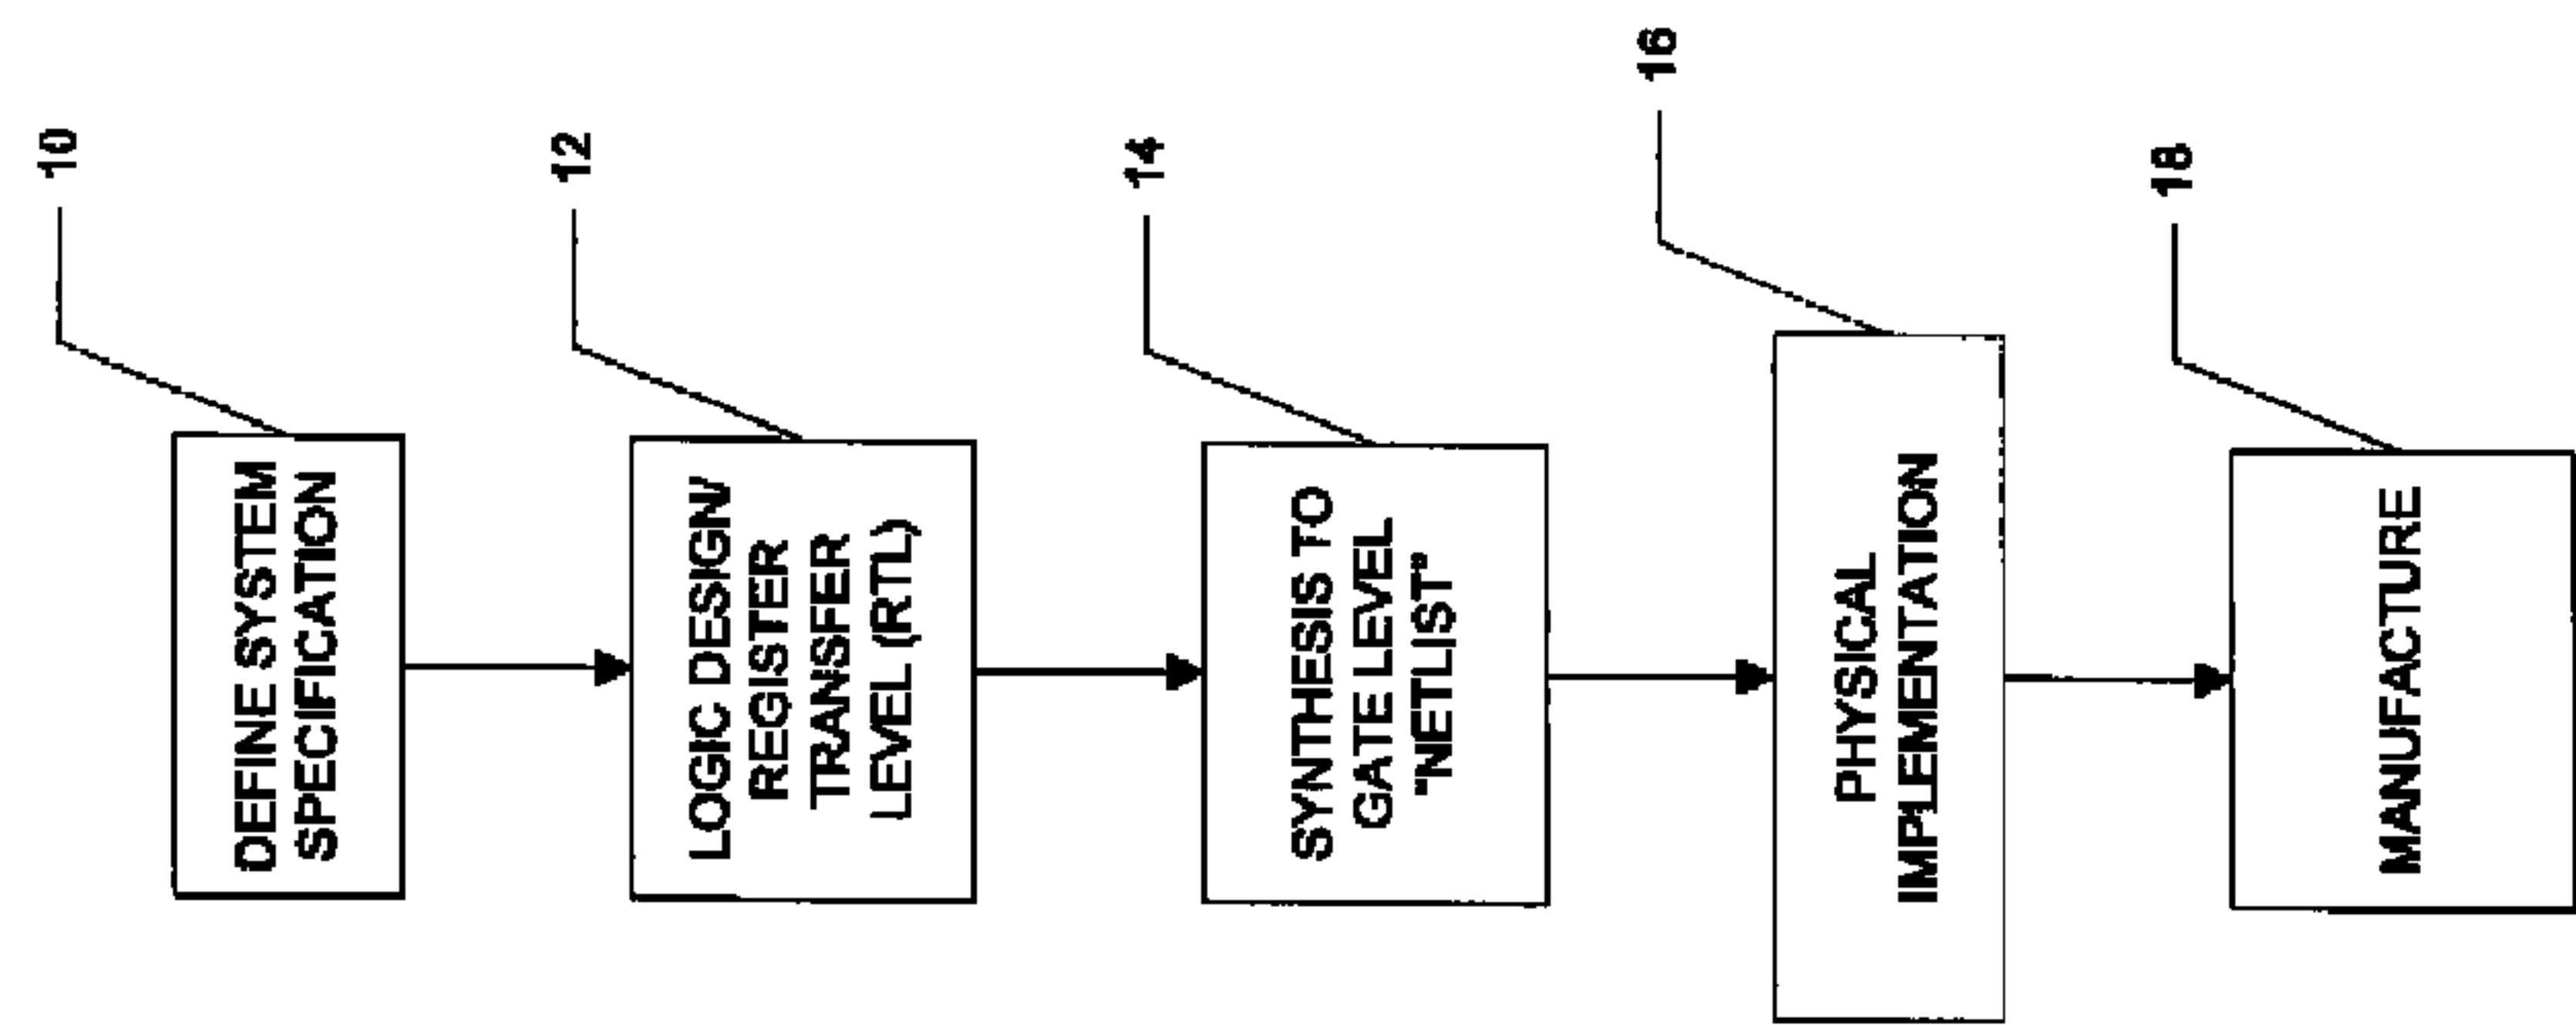 10
DEFINE SYSTEM
SPECIFICATION
12
LOGIC DESIGN/
REGISTER
TRANSFER
LEVEL (RTL)
14
SYNTHESIS TO
GATE LEVEL
"NETLIST"
16
PHYSICAL
IMPLEMENTATION
18
MANUFACTURE